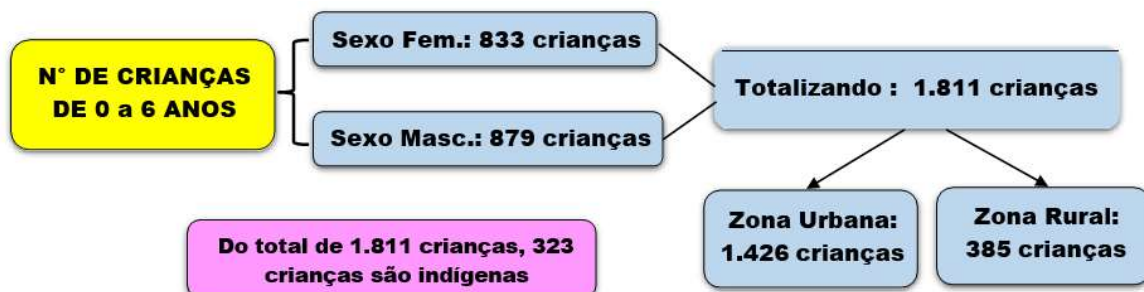 N° DE CRIANÇAS
DE 0 a 6 ANOS
Sexo Fem.: 833 crianças
Sexo Masc.: 879 crianças
Totalizando : 1.811 crianças
Zona Urbana:
1.426 crianças
Zona Rural:
385 crianças
Do total de 1.811 crianças, 323
crianças são indígenas